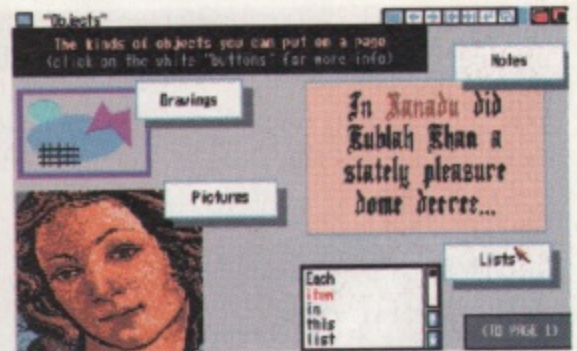 "Objects"
The kinds of objects you can put on a page
(click on the white "buttons" for more info)
Notes
Drawings
In Xanadu did
Kublah Khan a
stately pleasure
dome decree...
Pictures
Lists
Each
item
in
this
list
(TO PAGE 1)